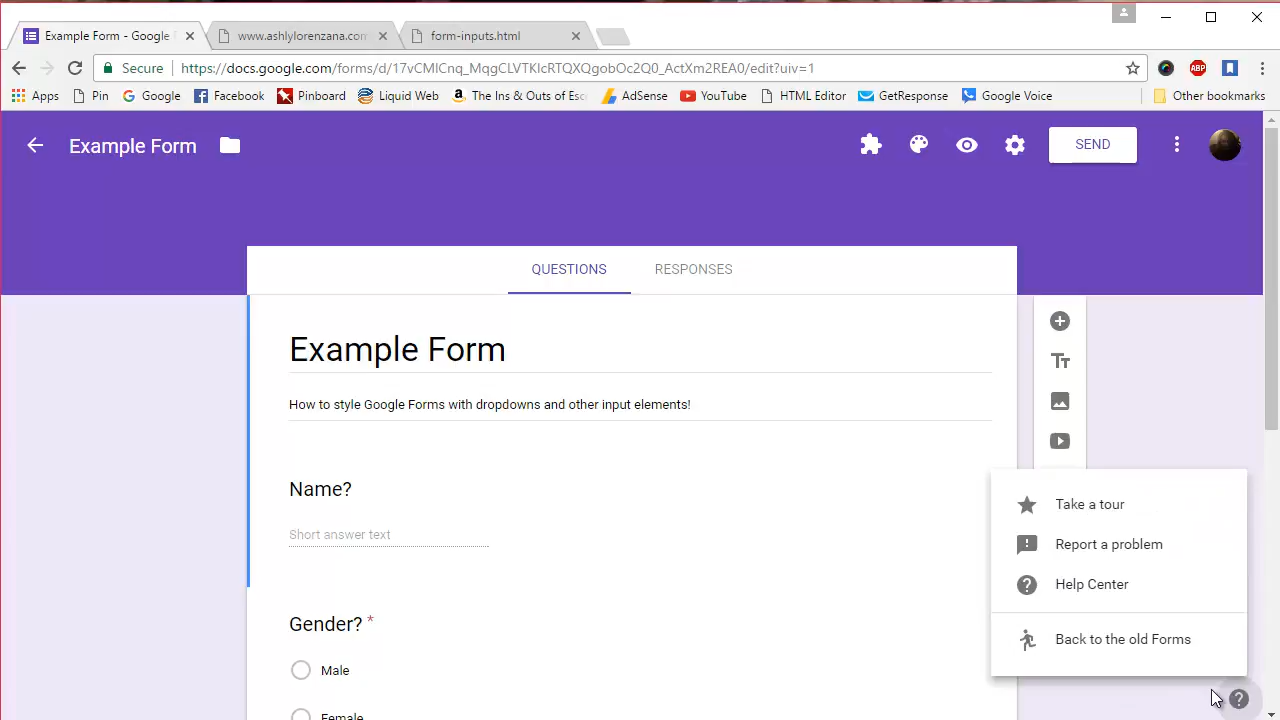 Example Form - Google F
www.ashlylorenzana.com
form-inputs.html
Secure
https://docs.google.com/forms/d/17vCMlCnq_MqgCLVTKlcRTQXQgobOc2Q0_ActXm2REA0/edit?uiv=1
ABP
Apps
Pin
Google
Facebook
Pinboard
Liquid Web
The Ins & Outs of Esc
AdSense
YouTube
HTML Editor
GetResponse
Google Voice
Other bookmarks
Example Form
SEND
QUESTIONS
RESPONSES
Example Form
How to style Google Forms with dropdowns and other input elements!
Name?
Short answer text
Gender? *
Male
Female
Tт
Take a tour
Report a problem
Help Center
Back to the old Forms